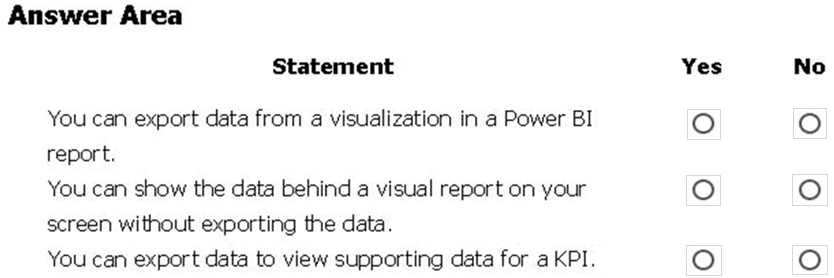 Answer Area
Statement Yes No
You can export data from a visualization in a Power BI
report.
You can show the data behind a visual report on your
screen without exporting the data.
You can export data to view supporting data for a KPI.